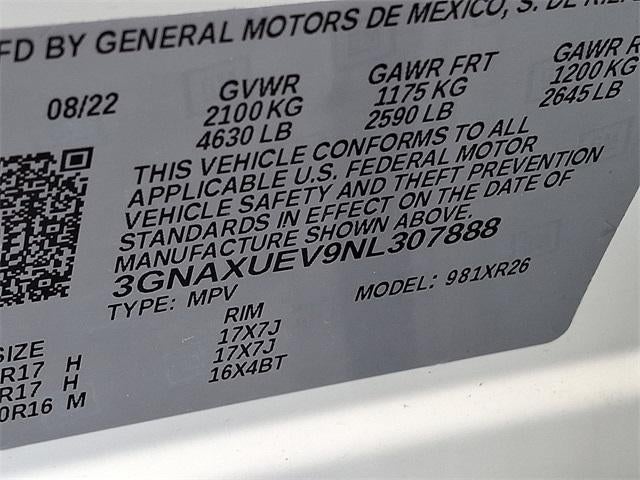 FD BY GENERAL MOTORS DE MEXICO, S. DE
08/22 GVWR GAWR FRT GAWR
2100 KG 1175 KG 1200 KG
4630 LB 2590 LB 2645 LB
THIS VEHICLE CONFORMS TO ALL
APPLICABLE U.S. FEDERAL MOTOR
VEHICLE SAFETY AND THEFT PREVENTION
STANDARDS IN EFFECT ON THE DATE OF
MANUFACTURE SHOWN ABOVE.
3GNAXUEV9NL307888
TYPE: MPV MODEL: 981XR26
SIZE RIM
R17 H 17X7J
R17 H 17X7J
0R16 M 16X4BT